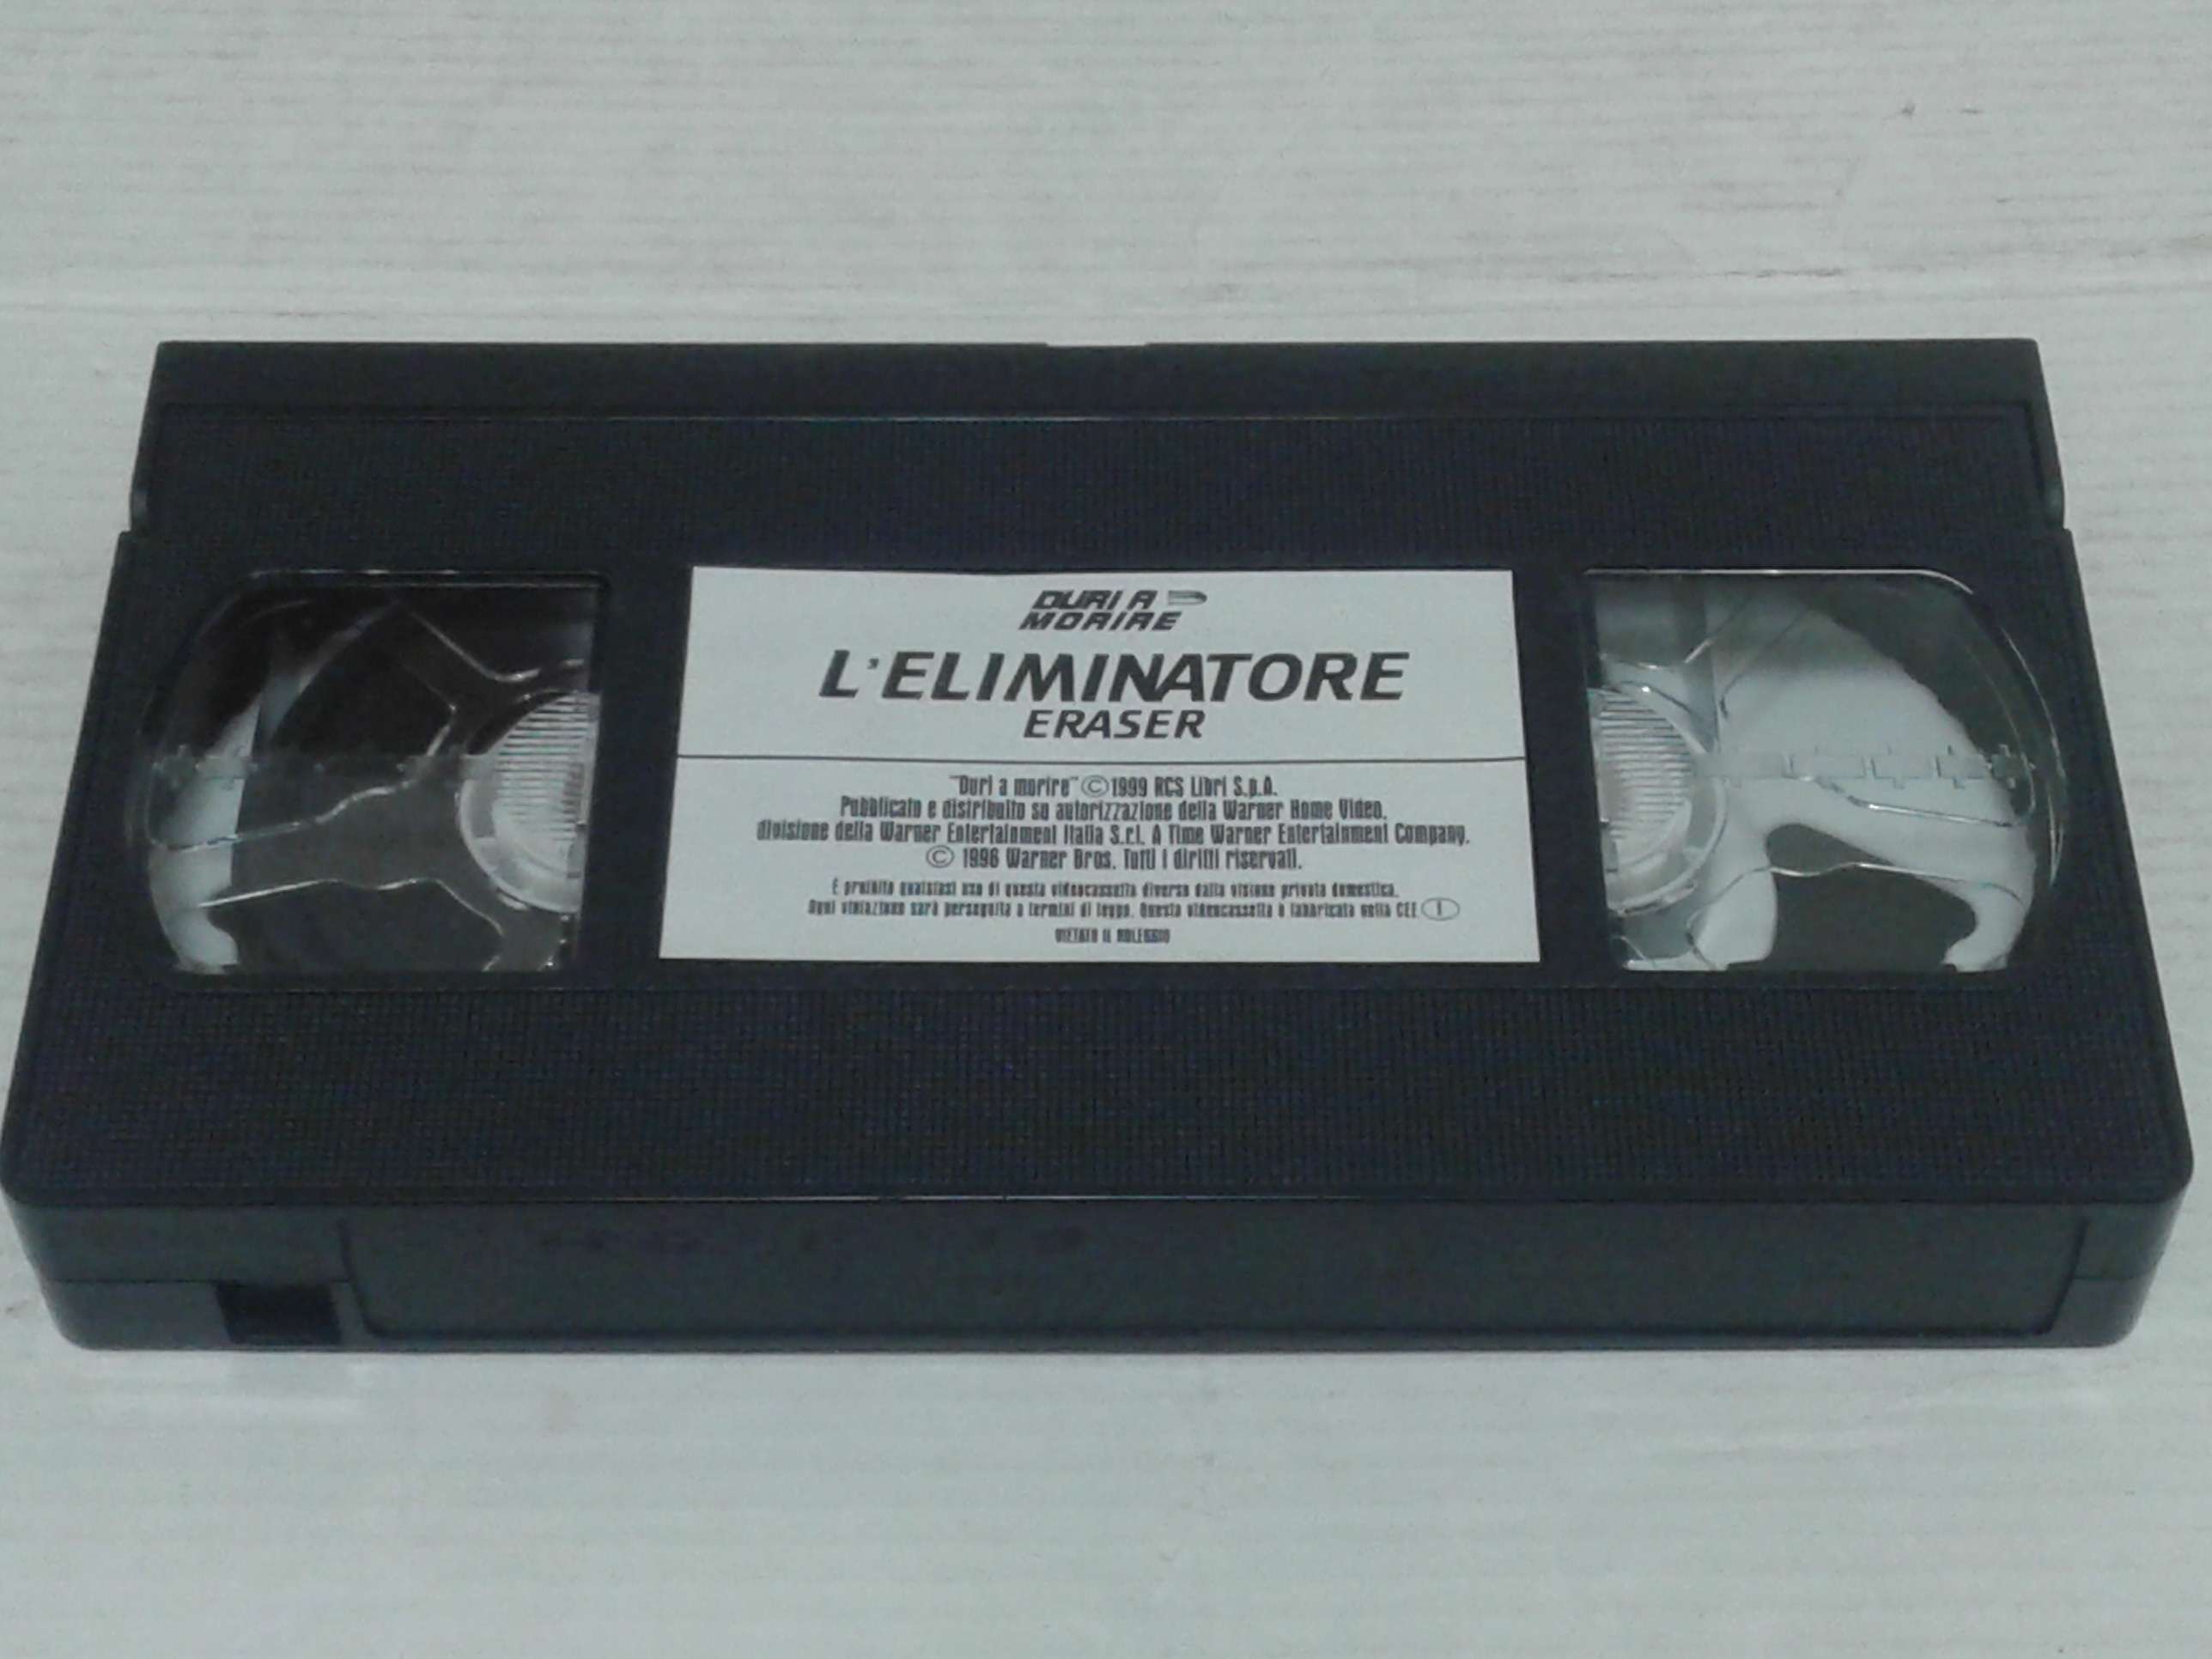 DURI A
MORIRE
L'ELIMINATORE
ERASER
"Duri a morire" ©1999 RCS Libri S.p.A.
Pubblicato e distribuito su autorizzazione della Warner Home Video,
divisione della Warner Entertainment Italia S.r.l. A Time Warner Entertainment Company.
© 1996 Warner Bros. Tutti i diritti riservati.
È proibito qualsiasi uso di questa videocassetta diverso dalla visione privata domestica.
Ogni violazione sarà perseguita a termini di legge. Questa videocassetta è fabbricata nella CEE I
VIETATO IL NOLEGGIO